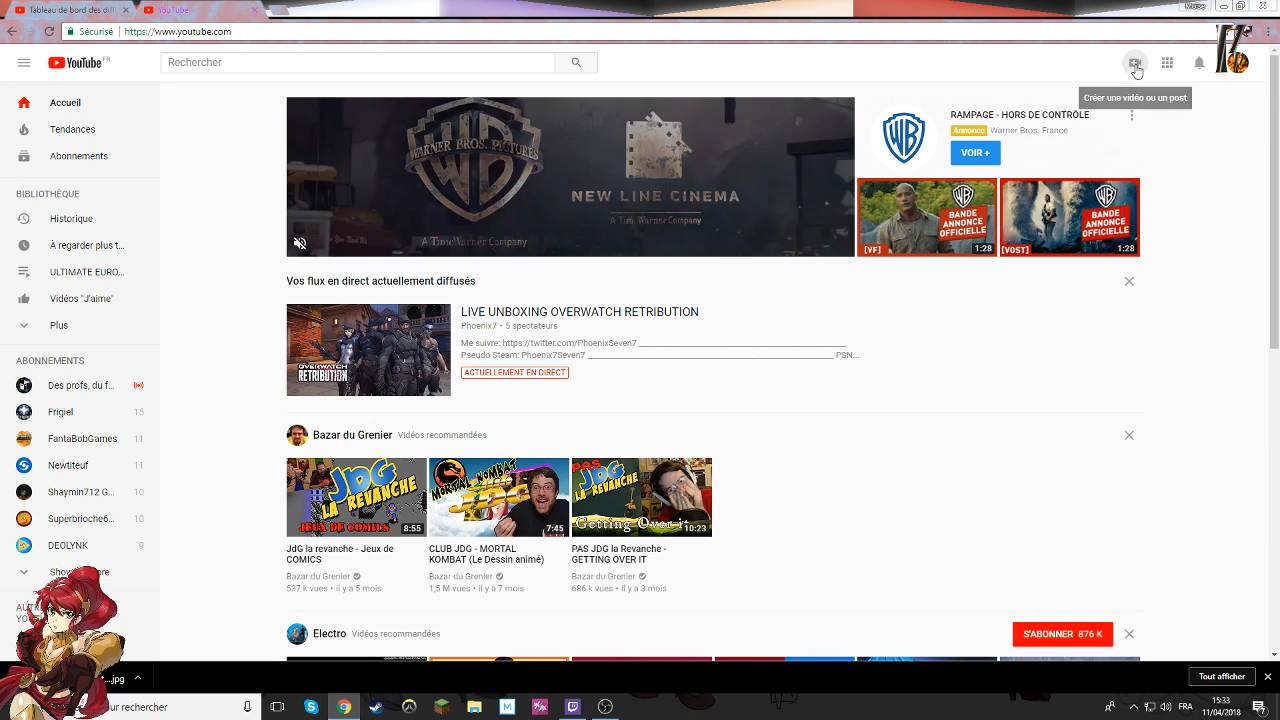 Tableau de bord des diff
YouTube
Music
Sécurisé
https://www.youtube.com
YouTube FR
Rechercher
Créer une vidéo ou un post
Accueil
Tendances
Abonnements
BIBLIOTHÈQUE
Historique
À regarder plus t...
ULTIMATE EURO...
Vidéos "J'aime"
Plus
ABONNEMENTS
Des profs, du f...
Frigiel 15
FantaBobGames 11
Newtiteuf 11
Shaymin712 G... 10
Superbrioche6... 10
DEOLYNK 9
WARNER BROS. PICTURES
WB
A TimeWarner Company
NEW LINE CINEMA
A Time Warner Company
WB
RAMPAGE - HORS DE CONTRÔLE
Annonce Warner Bros. France
VOIR +
WB
BANDE ANNONCE OFFICIELLE
[VF]
1:28
WB
BANDE ANNONCE OFFICIELLE
[VOST]
1:28
Vos flux en direct actuellement diffusés
OVERWATCH
RETRIBUTION
LIVE UNBOXING OVERWATCH RETRIBUTION
Phoenix7 • 5 spectateurs
Me suivre: https://twitter.com/PhoenixSeven7 ______
Pseudo Steam: Phoenix7Seven7 ______ PSN...
ACTUELLEMENT EN DIRECT
Bazar du Grenier Vidéos recommandées
JDG
LA REVANCHE
JEUX DE COMICS
8:55
MORTAL KOMBAT
7:45
PAS
JDG
LA REVANCHE
Getting Over it
10:23
JdG la revanche - Jeux de
COMICS
Bazar du Grenier
537 k vues • il y a 5 mois
CLUB JDG - MORTAL
KOMBAT (Le Dessin animé)
Bazar du Grenier
1,5 M vues • il y a 7 mois
PAS JDG la Revanche -
GETTING OVER IT
Bazar du Grenier
686 k vues • il y a 3 mois
Electro Vidéos recommandées
S'ABONNER 876 K
...jpg
Tout afficher
ur rechercher
FRA
15:33
11/04/2018